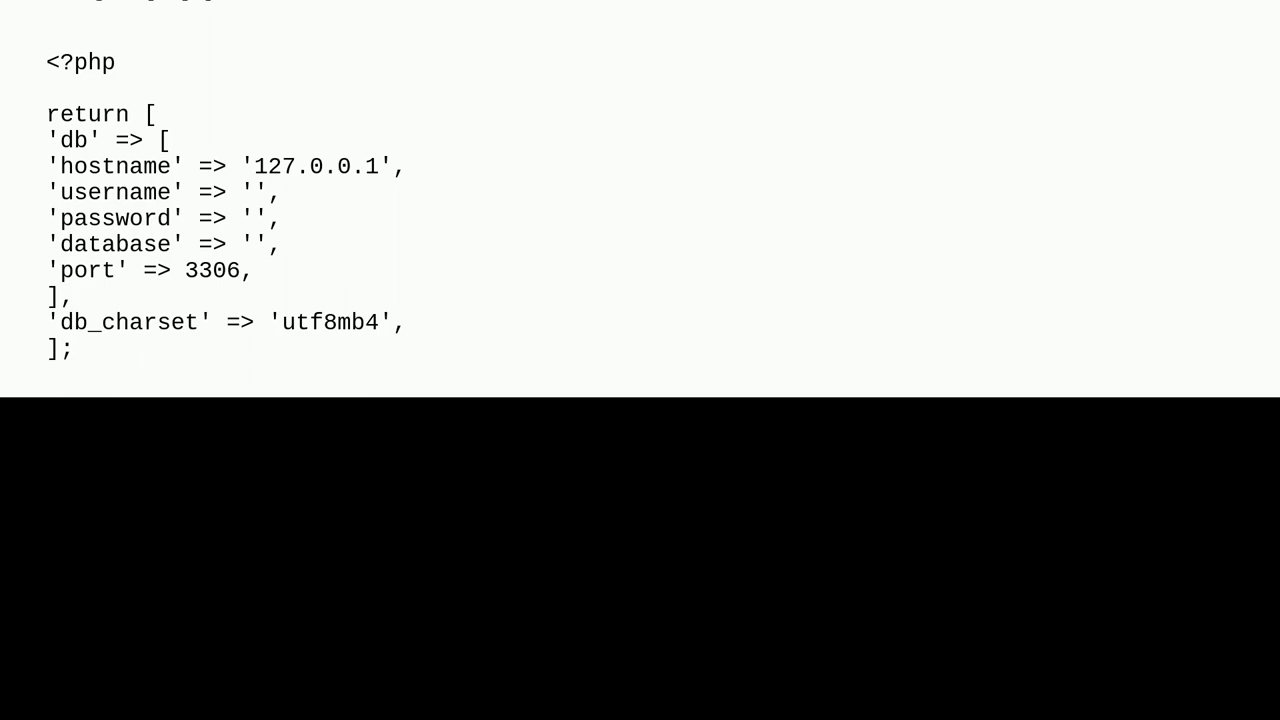 <?php

return [
'db' => [
'hostname' => '127.0.0.1',
'username' => '',
'password' => '',
'database' => '',
'port' => 3306,
],
'db_charset' => 'utf8mb4',
];